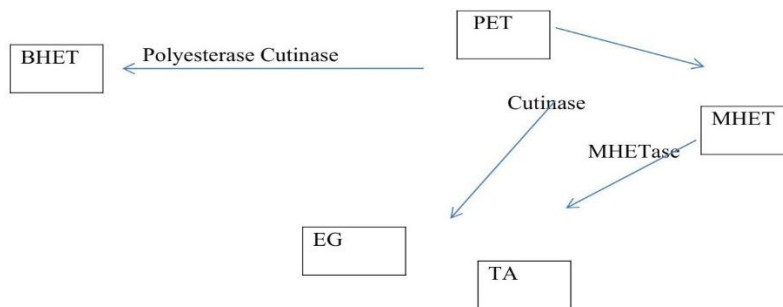 PET
BHET
Polyesterase Cutinase
Cutinase
MHET
MHETase
EG
TA